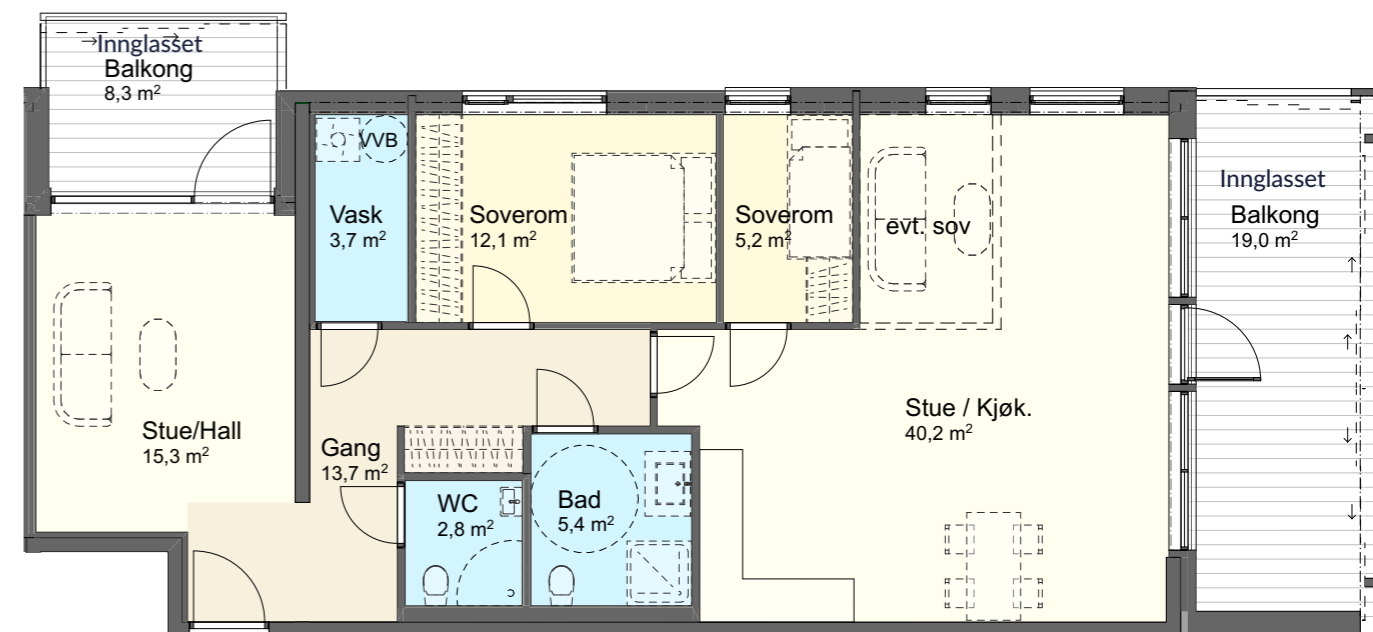 Innglasset
Balkong
8,3 m²
VVB
Vask
3,7 m²
Soverom
12,1 m²
Soverom
5,2 m²
evt. sov
Innglasset
Balkong
19,0 m²
Stue/Hall
15,3 m²
Gang
13,7 m²
WC
2,8 m²
Bad
5,4 m²
Stue / Kjøk.
40,2 m²